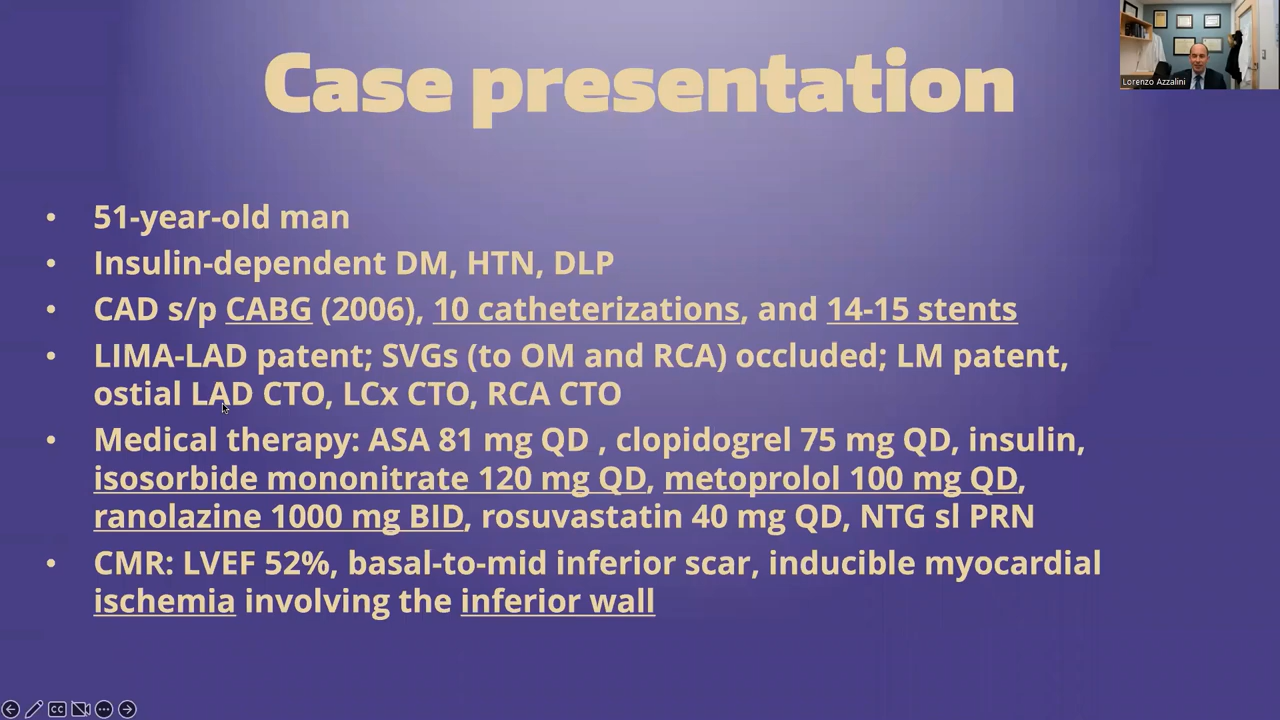 Lorenzo Azzalini
Case presentation
• 51-year-old man
• Insulin-dependent DM, HTN, DLP
• CAD s/p CABG (2006), 10 catheterizations, and 14-15 stents
• LIMA-LAD patent; SVGs (to OM and RCA) occluded; LM patent,
ostial LAD CTO, LCx CTO, RCA CTO
• Medical therapy: ASA 81 mg QD , clopidogrel 75 mg QD, insulin,
isosorbide mononitrate 120 mg QD, metoprolol 100 mg QD,
ranolazine 1000 mg BID, rosuvastatin 40 mg QD, NTG sl PRN
• CMR: LVEF 52%, basal-to-mid inferior scar, inducible myocardial
ischemia involving the inferior wall
CC